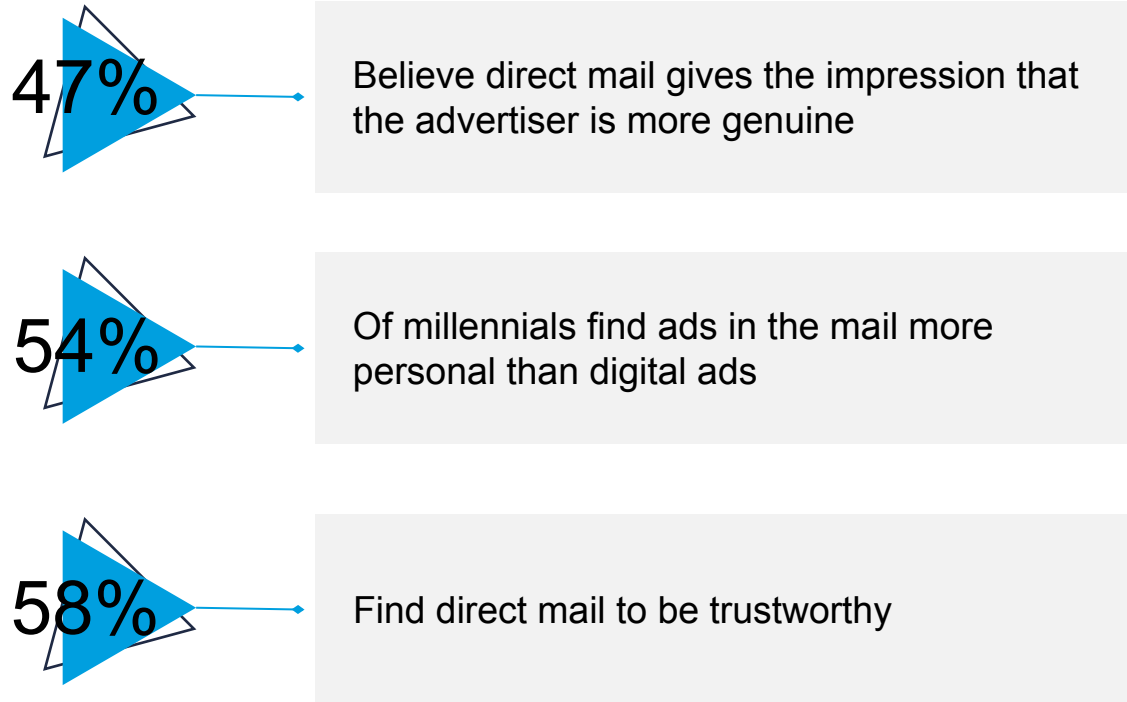 47%
Believe direct mail gives the impression that
the advertiser is more genuine
54%
Of millennials find ads in the mail more
personal than digital ads
58%
Find direct mail to be trustworthy